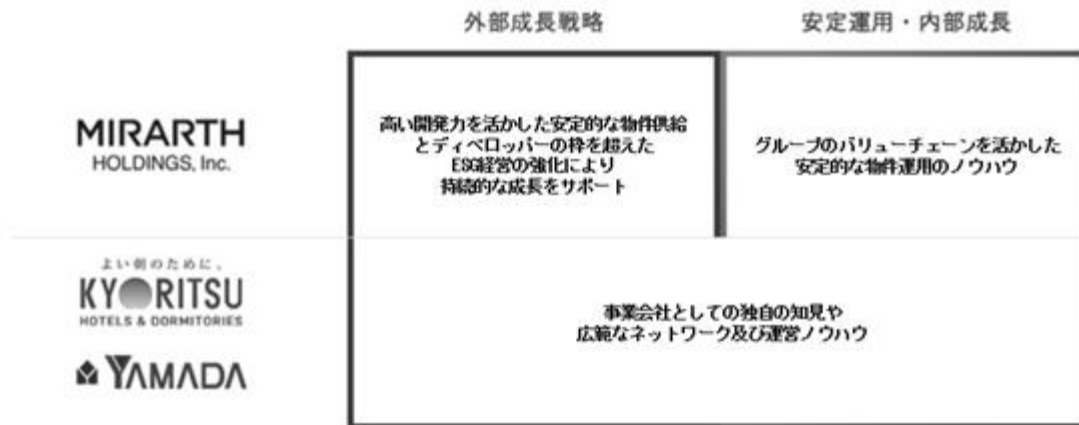 外部成長戦略
安定運用・内部成長
MIRARTH
HOLDINGS, Inc.
高い開発力を活かした安定的な物件供給
とディベロッパーの枠を超えた
ESG経営の強化により
持続的な成長をサポート
グループのバリューチェーンを活かした
安定的な物件運用のノウハウ
よい朝のために。
KYORITSU
HOTELS & DORMITORIES
YAMADA
事業会社としての独自の知見や
広範なネットワーク及び運営ノウハウ